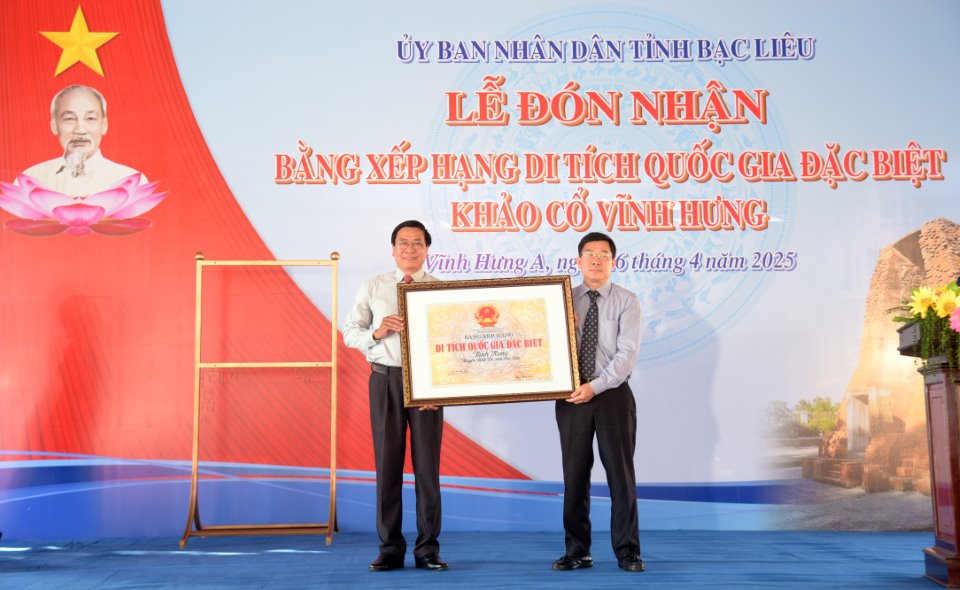 ỦY BAN NHÂN DÂN TỈNH BẠC LIÊU
LỄ ĐÓN NHẬN
BẰNG XẾP HẠNG DI TÍCH QUỐC GIA ĐẶC BIỆT
KHẢO CỔ VĨNH HƯNG
Vĩnh Hưng A, 6 tháng 4 năm 2025
BẰNG XẾP HẠNG
DI TÍCH QUỐC GIA ĐẶC BIỆT
Vĩnh Hưng